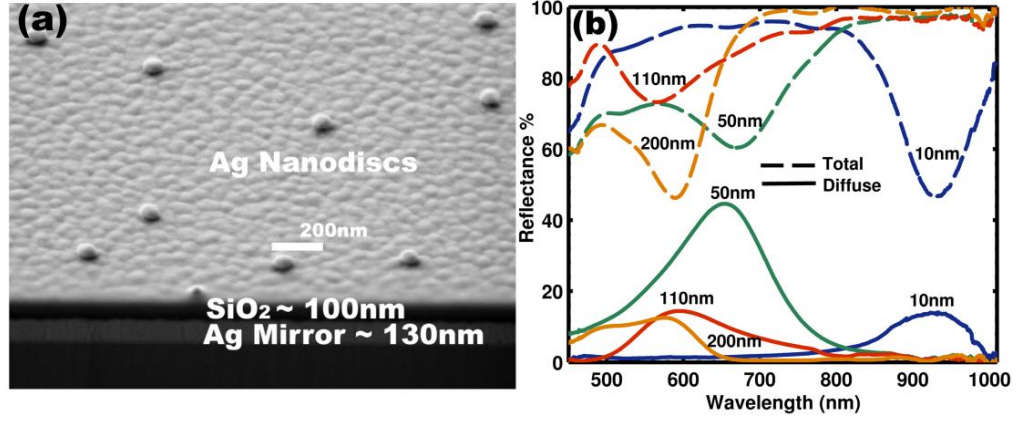 (a)
Ag Nanodiscs
200nm
SiO₂ ~ 100nm
Ag Mirror ~ 130nm
(b)
Reflectance %
100
80
60
40
20
0
110nm
50nm
200nm
10nm
Total
Diffuse
50nm
110nm
200nm
10nm
500 600 700 800 900 1000
Wavelength (nm)